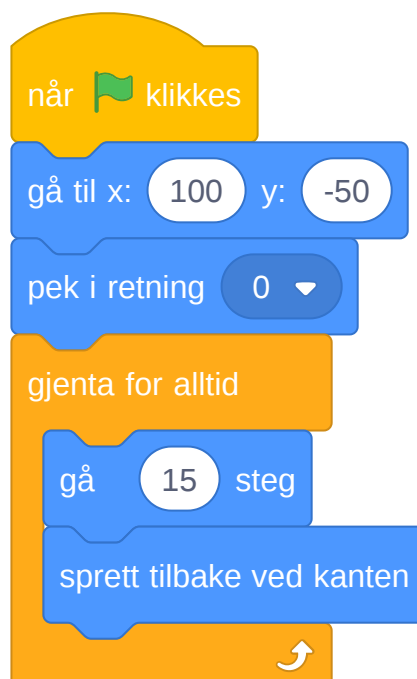 når klikkes
gå til x: 100 y: -50
pek i retning 0
gjenta for alltid
gå 15 steg
sprett tilbake ved kanten